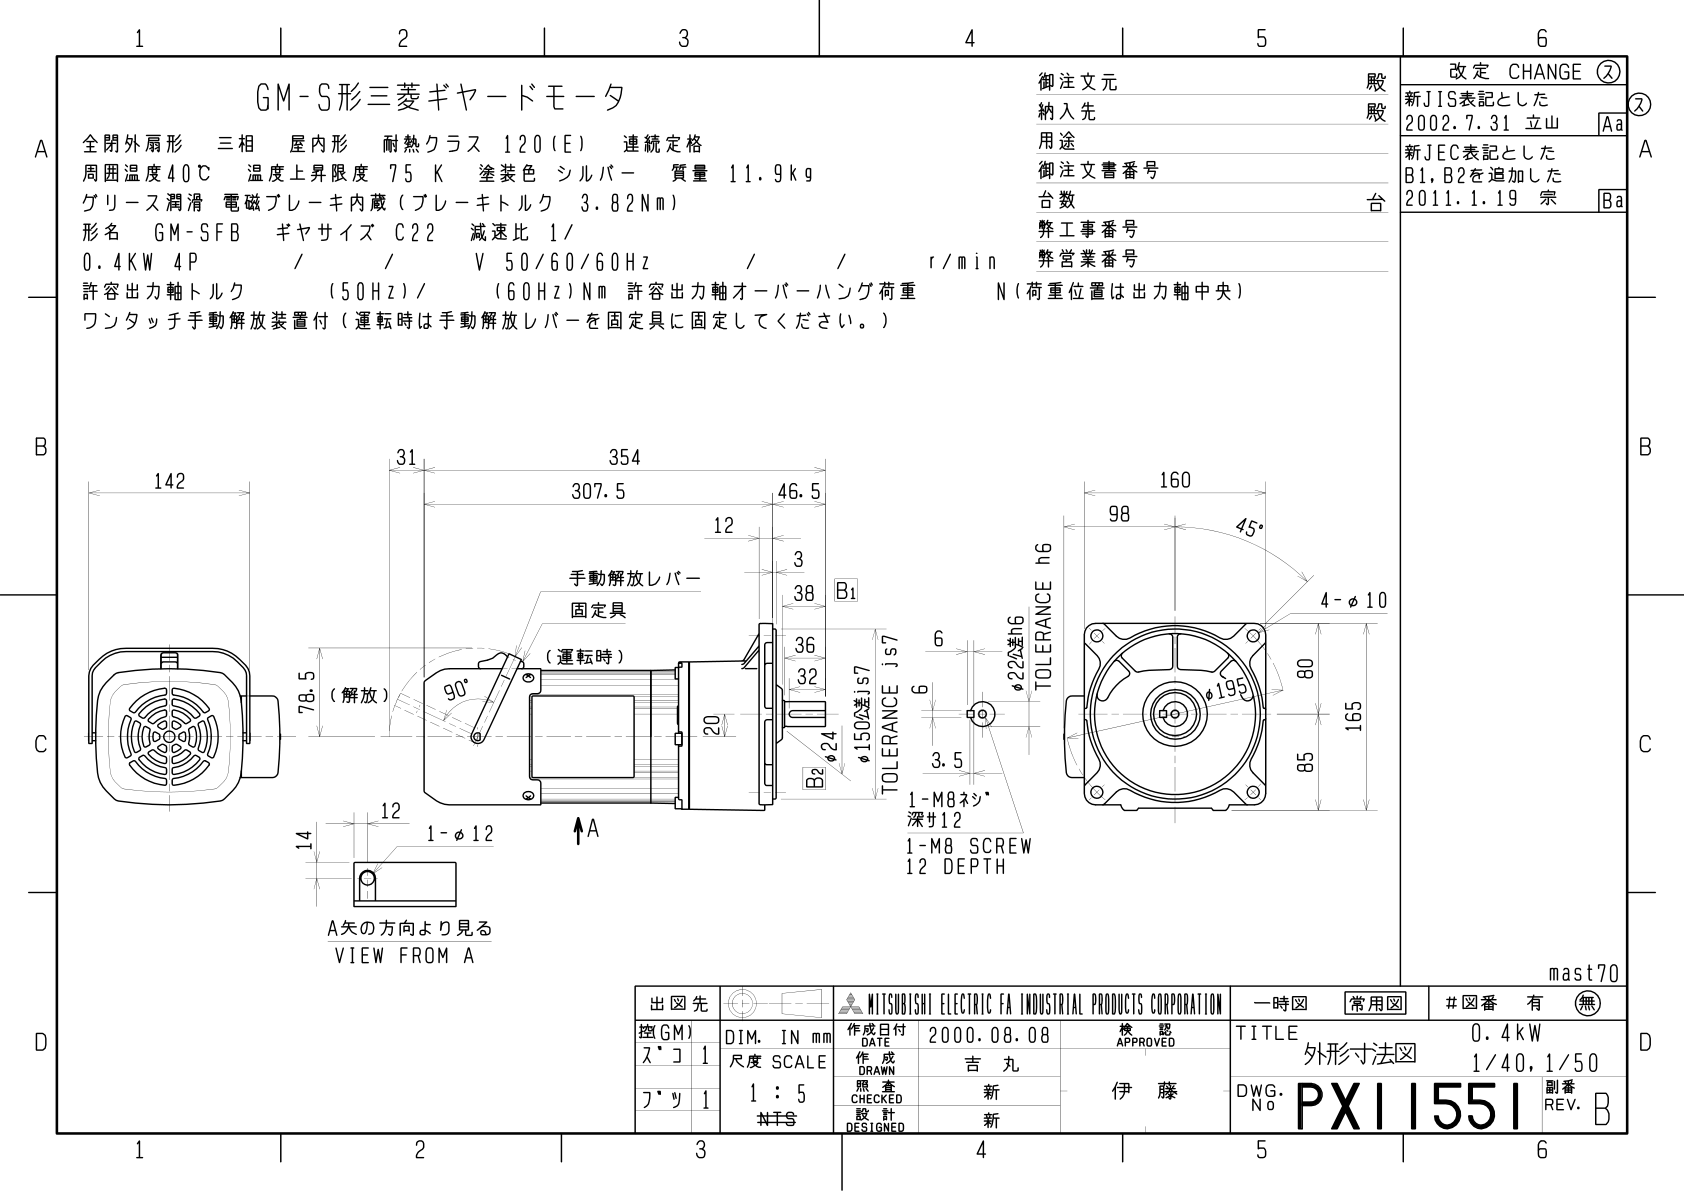 1 2 3 4 5 6
GM-S形三菱ギヤードモータ
全閉外扇形 三相 屋内形 耐熱クラス 120(E) 連続定格
周囲温度40℃ 温度上昇限度 75 K 塗装色 シルバー 質量 11.9kg
グリース潤滑 電磁ブレーキ内蔵(ブレーキトルク 3.82Nm)
形名 GM-SFB ギヤサイズ C22 減速比 1/
0.4KW 4P / / V 50/60/60Hz / / r/min
許容出力軸トルク (50Hz)/ (60Hz)Nm 許容出力軸オーバーハング荷重 N(荷重位置は出力軸中央)
ワンタッチ手動解放装置付(運転時は手動解放レバーを固定具に固定してください。)
御注文元 殿
納入先 殿
用途
御注文書番号
台数 台
弊工事番号
弊営業番号
改定 CHANGE ス
新JIS表記とした
2002.7.31 立山 Aa
新JEC表記とした
B1,B2を追加した
2011.1.19 宗 Ba
ス
A A
B B
C C
D D
142
31
354
307.5
46.5
12
3
38
B1
手動解放レバー
固定具
(運転時)
36
32
78.5
(解放)
90°
20
φ24
B2
φ150公差js7
TOLERANCE js7
A
12
14
1-φ12
A矢の方向より見る
VIEW FROM A
6
6
3.5
φ22公差h6
TOLERANCE h6
1-M8ネジ
深サ12
1-M8 SCREW
12 DEPTH
160
98
45°
4-φ10
φ195
80
165
85
mast70
出図先
控(GM)
ズコ 1
ブツ 1
DIM. IN mm
尺度 SCALE
1 : 5
NTS
MITSUBISHI ELECTRIC FA INDUSTRIAL PRODUCTS CORPORATION
作成日付
DATE
2000.08.08
作 成
DRAWN
吉 丸
照 査
CHECKED
新
設 計
DESIGNED
新
検 認
APPROVED
伊 藤
一時図 常用図 #図番 有 無
TITLE
外形寸法図
0.4kW
1/40,1/50
DWG.
No
PX11551
副番
REV.
B
1 2 3 4 5 6